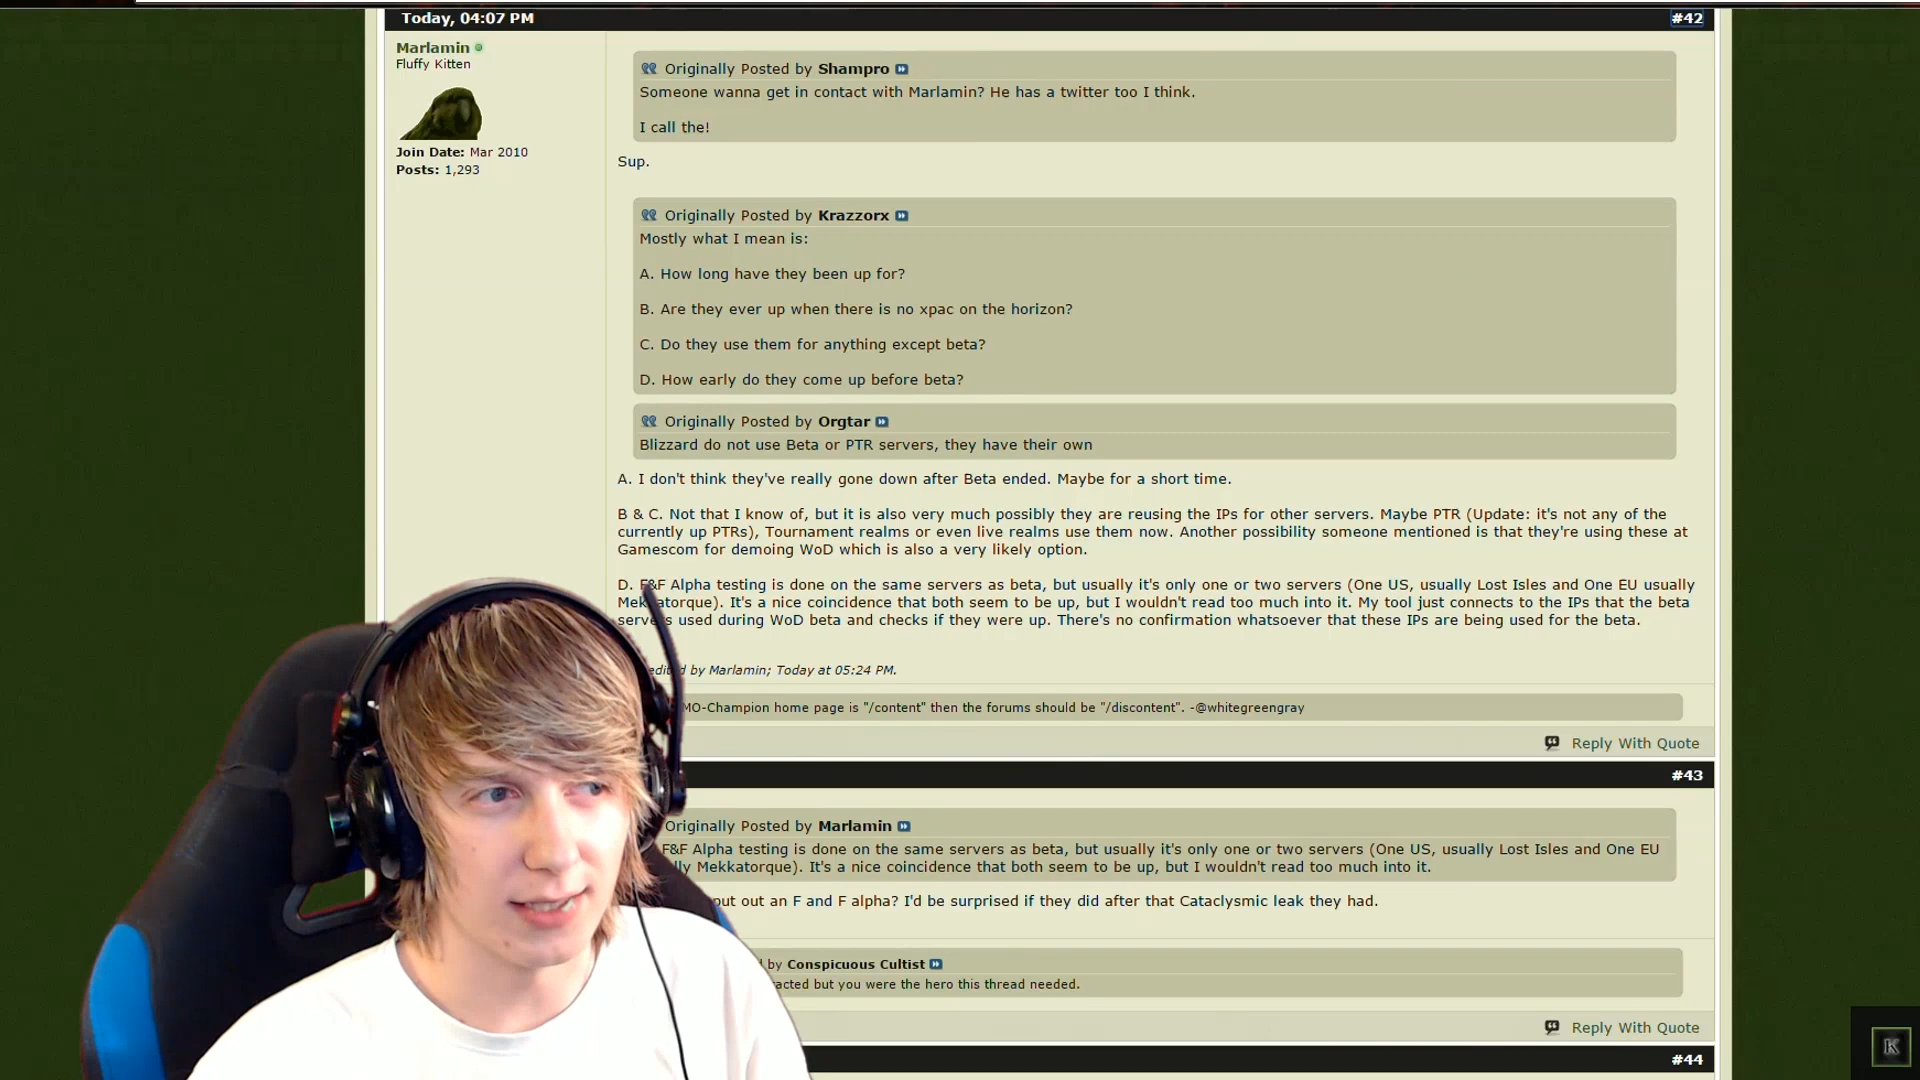 Today, 04:07 PM
#42
Marlamin
Fluffy Kitten
Join Date: Mar 2010
Posts: 1,293
Originally Posted by Shampro
Someone wanna get in contact with Marlamin? He has a twitter too I think.
I call the!
Sup.
Originally Posted by Krazzorx
Mostly what I mean is:
A. How long have they been up for?
B. Are they ever up when there is no xpac on the horizon?
C. Do they use them for anything except beta?
D. How early do they come up before beta?
Originally Posted by Orgtar
Blizzard do not use Beta or PTR servers, they have their own
A. I don't think they've really gone down after Beta ended. Maybe for a short time.
B & C. Not that I know of, but it is also very much possibly they are reusing the IPs for other servers. Maybe PTR (Update: it's not any of the
currently up PTRs), Tournament realms or even live realms use them now. Another possibility someone mentioned is that they're using these at
Gamescom for demoing WoD which is also a very likely option.
D. F&F Alpha testing is done on the same servers as beta, but usually it's only one or two servers (One US, usually Lost Isles and One EU usually
Mekkatorque). It's a nice coincidence that both seem to be up, but I wouldn't read too much into it. My tool just connects to the IPs that the beta
servers used during WoD beta and checks if they were up. There's no confirmation whatsoever that these IPs are being used for the beta.
edited by Marlamin; Today at 05:24 PM.
MO-Champion home page is "/content" then the forums should be "/discontent". -@whitegreengray
Reply With Quote
#43
Originally Posted by Marlamin
F&F Alpha testing is done on the same servers as beta, but usually it's only one or two servers (One US, usually Lost Isles and One EU
Mekkatorque). It's a nice coincidence that both seem to be up, but I wouldn't read too much into it.
put out an F and F alpha? I'd be surprised if they did after that Cataclysmic leak they had.
by Conspicuous Cultist
but you were the hero this thread needed.
Reply With Quote
#44
K